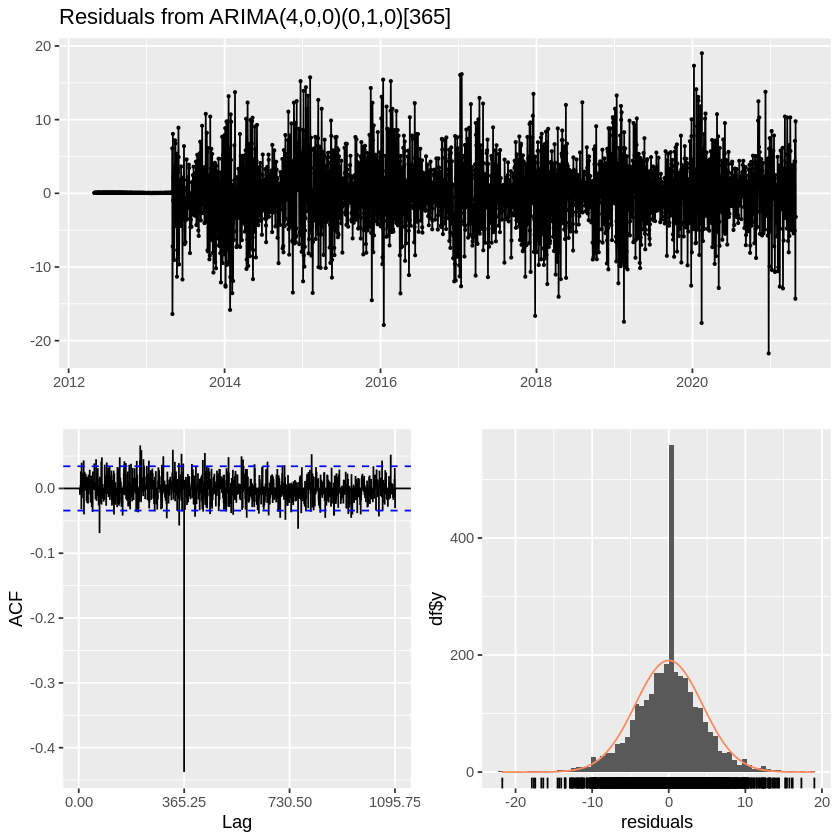 Residuals from ARIMA(4,0,0)(0,1,0)[365]
20
10
0
-10
-20
2012 2014 2016 2018 2020
0.0
-0.1
-0.2
-0.3
-0.4
ACF
0.00 365.25 730.50 1095.75
Lag
400
200
0
df$y
-20 -10 0 10 20
residuals